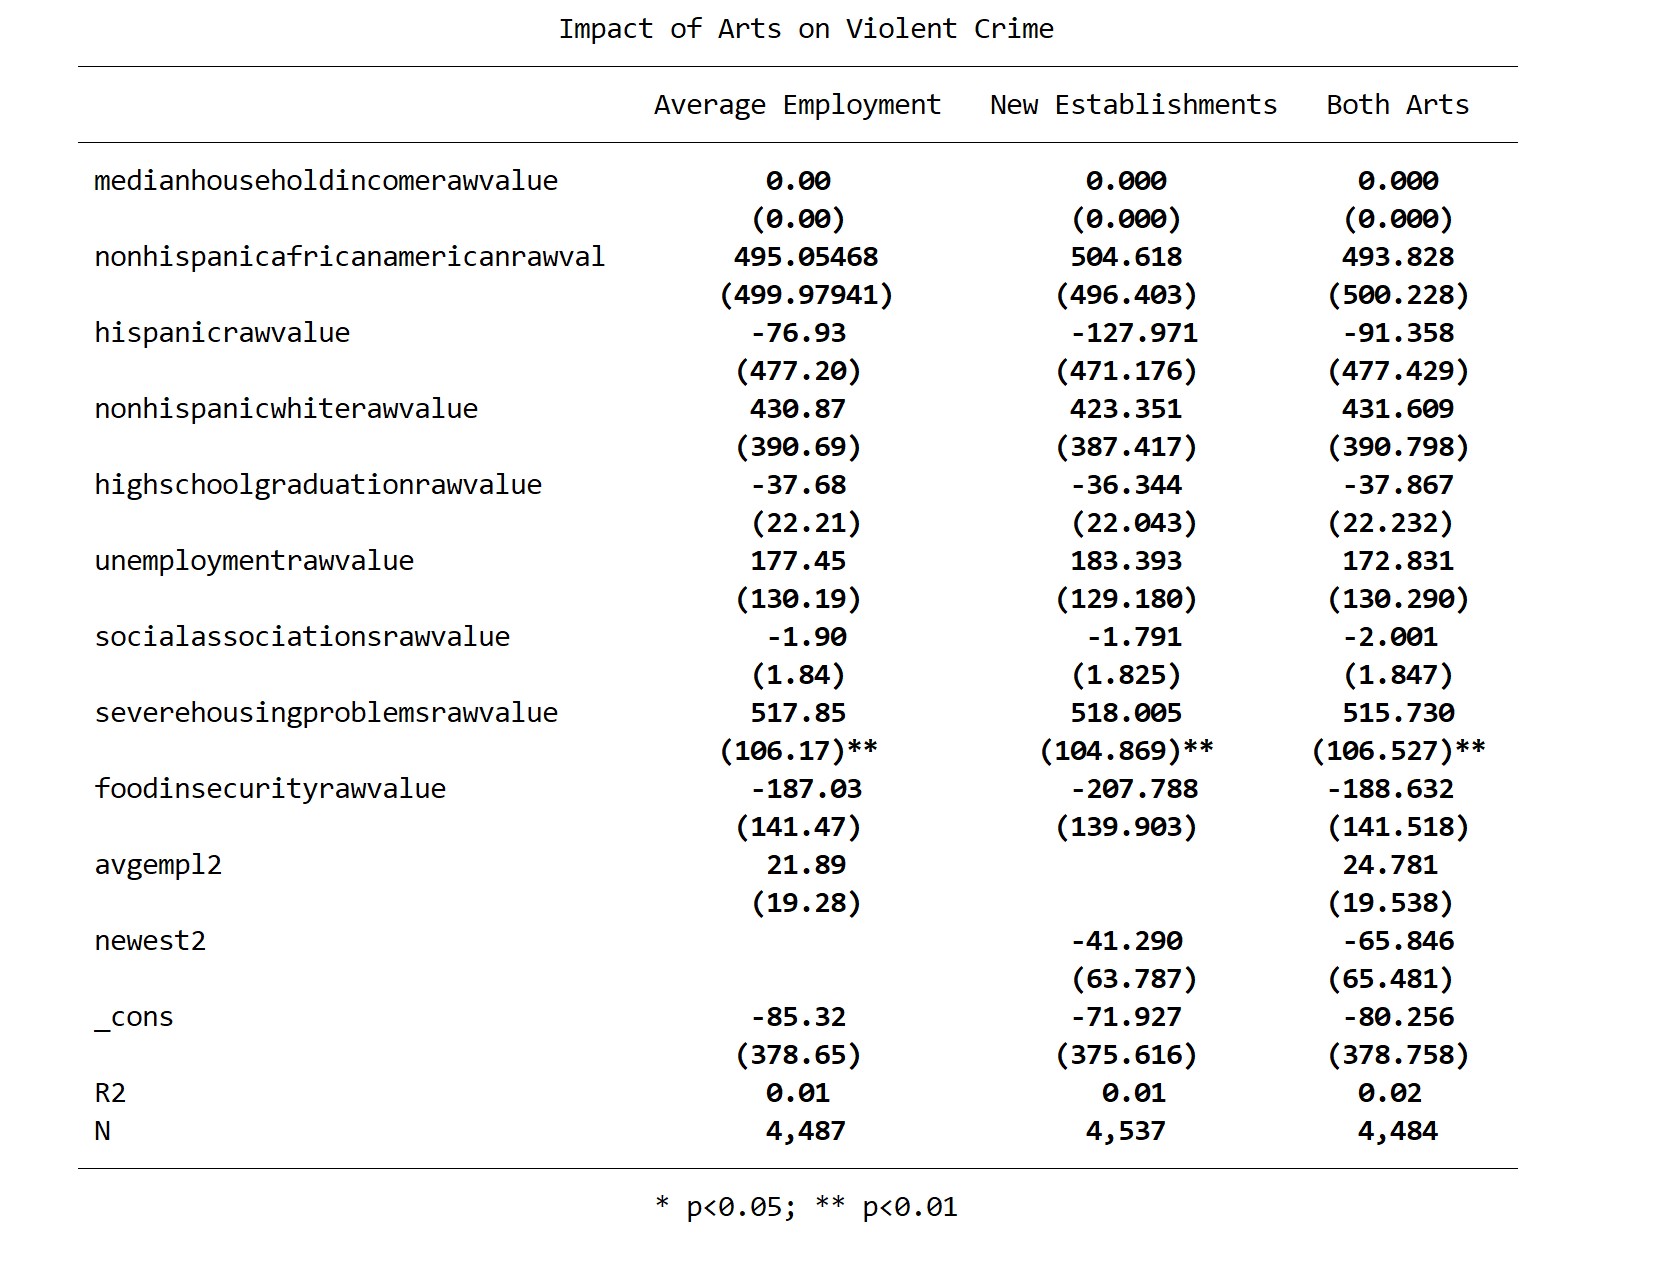 Impact of Arts on Violent Crime
Average Employment New Establishments Both Arts
medianhouseholdincomerawvalue 0.00 0.000 0.000
(0.00) (0.000) (0.000)
nonhispanicafricanamericanrawval 495.05468 504.618 493.828
(499.97941) (496.403) (500.228)
hispanicrawvalue -76.93 -127.971 -91.358
(477.20) (471.176) (477.429)
nonhispanicwhiterawvalue 430.87 423.351 431.609
(390.69) (387.417) (390.798)
highschoolgraduationrawvalue -37.68 -36.344 -37.867
(22.21) (22.043) (22.232)
unemploymentrawvalue 177.45 183.393 172.831
(130.19) (129.180) (130.290)
socialassociationsrawvalue -1.90 -1.791 -2.001
(1.84) (1.825) (1.847)
severehousingproblemsrawvalue 517.85 518.005 515.730
(106.17)** (104.869)** (106.527)**
foodinsecurityrawvalue -187.03 -207.788 -188.632
(141.47) (139.903) (141.518)
avgempl2 21.89 24.781
(19.28) (19.538)
newest2 -41.290 -65.846
(63.787) (65.481)
_cons -85.32 -71.927 -80.256
(378.65) (375.616) (378.758)
R2 0.01 0.01 0.02
N 4,487 4,537 4,484
* p<0.05; ** p<0.01